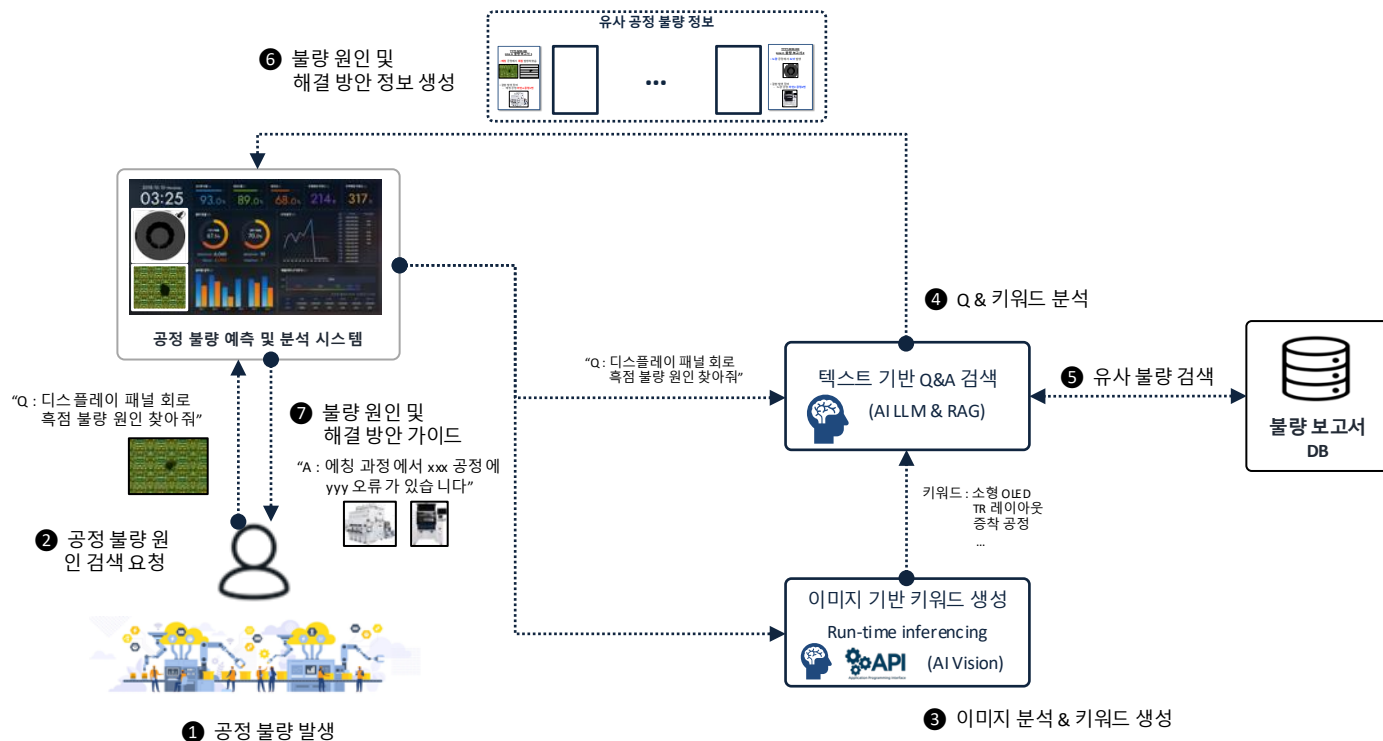 유사 공정 불량 정보
❻ 불량 원인 및
해결 방안 정보 생성
...
03:25
93.0%
89.0%
68.0%
214
317
67.5%
70.0%
공정 불량 예측 및 분석 시스템
❹ Q & 키워드 분석
“Q : 디스플레이 패널 회로
흑점 불량 원인 찾아줘”
텍스트 기반 Q&A 검색
(AI LLM & RAG)
❺ 유사 불량 검색
불량 보고서
DB
“Q : 디스플레이 패널 회로
흑점 불량 원인 찾아줘”
❼ 불량 원인 및
해결 방안 가이드
“A : 에칭 과정에서 xxx 공정에
yyy 오류가 있습니다”
키워드 : 소형 OLED
TR 레이아웃
증착 공정
...
❷ 공정 불량 원
인 검색 요청
이미지 기반 키워드 생성
Run-time inferencing
API
Application Programming Interface
(AI Vision)
❸ 이미지 분석 & 키워드 생성
❶ 공정 불량 발생